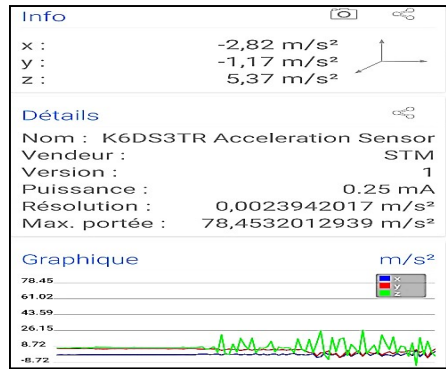 Info
x : -2,82 m/s²
y : -1,17 m/s²
z : 5,37 m/s²
Détails
Nom : K6DS3TR Acceleration Sensor
Vendeur : STM
Version : 1
Puissance : 0.25 mA
Résolution : 0,0023942017 m/s²
Max. portée : 78,4532012939 m/s²
Graphique m/s²
78.45
x
y
z
61.02
43.59
26.15
8.72
-8.72